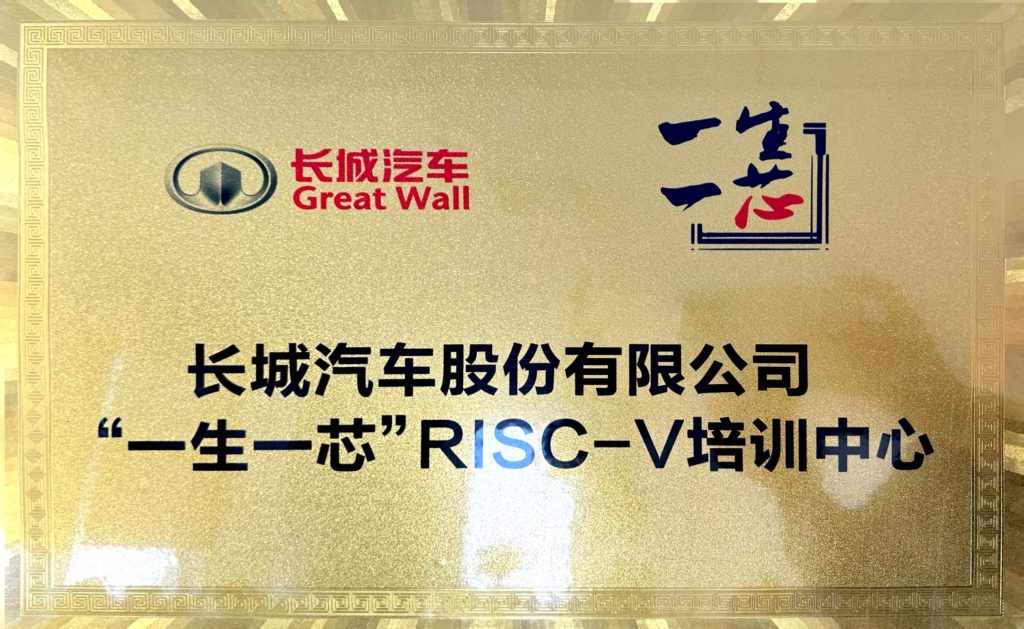 长城汽车
Great Wall
一生
一芯
长城汽车股份有限公司
“一生一芯”RISC-V培训中心